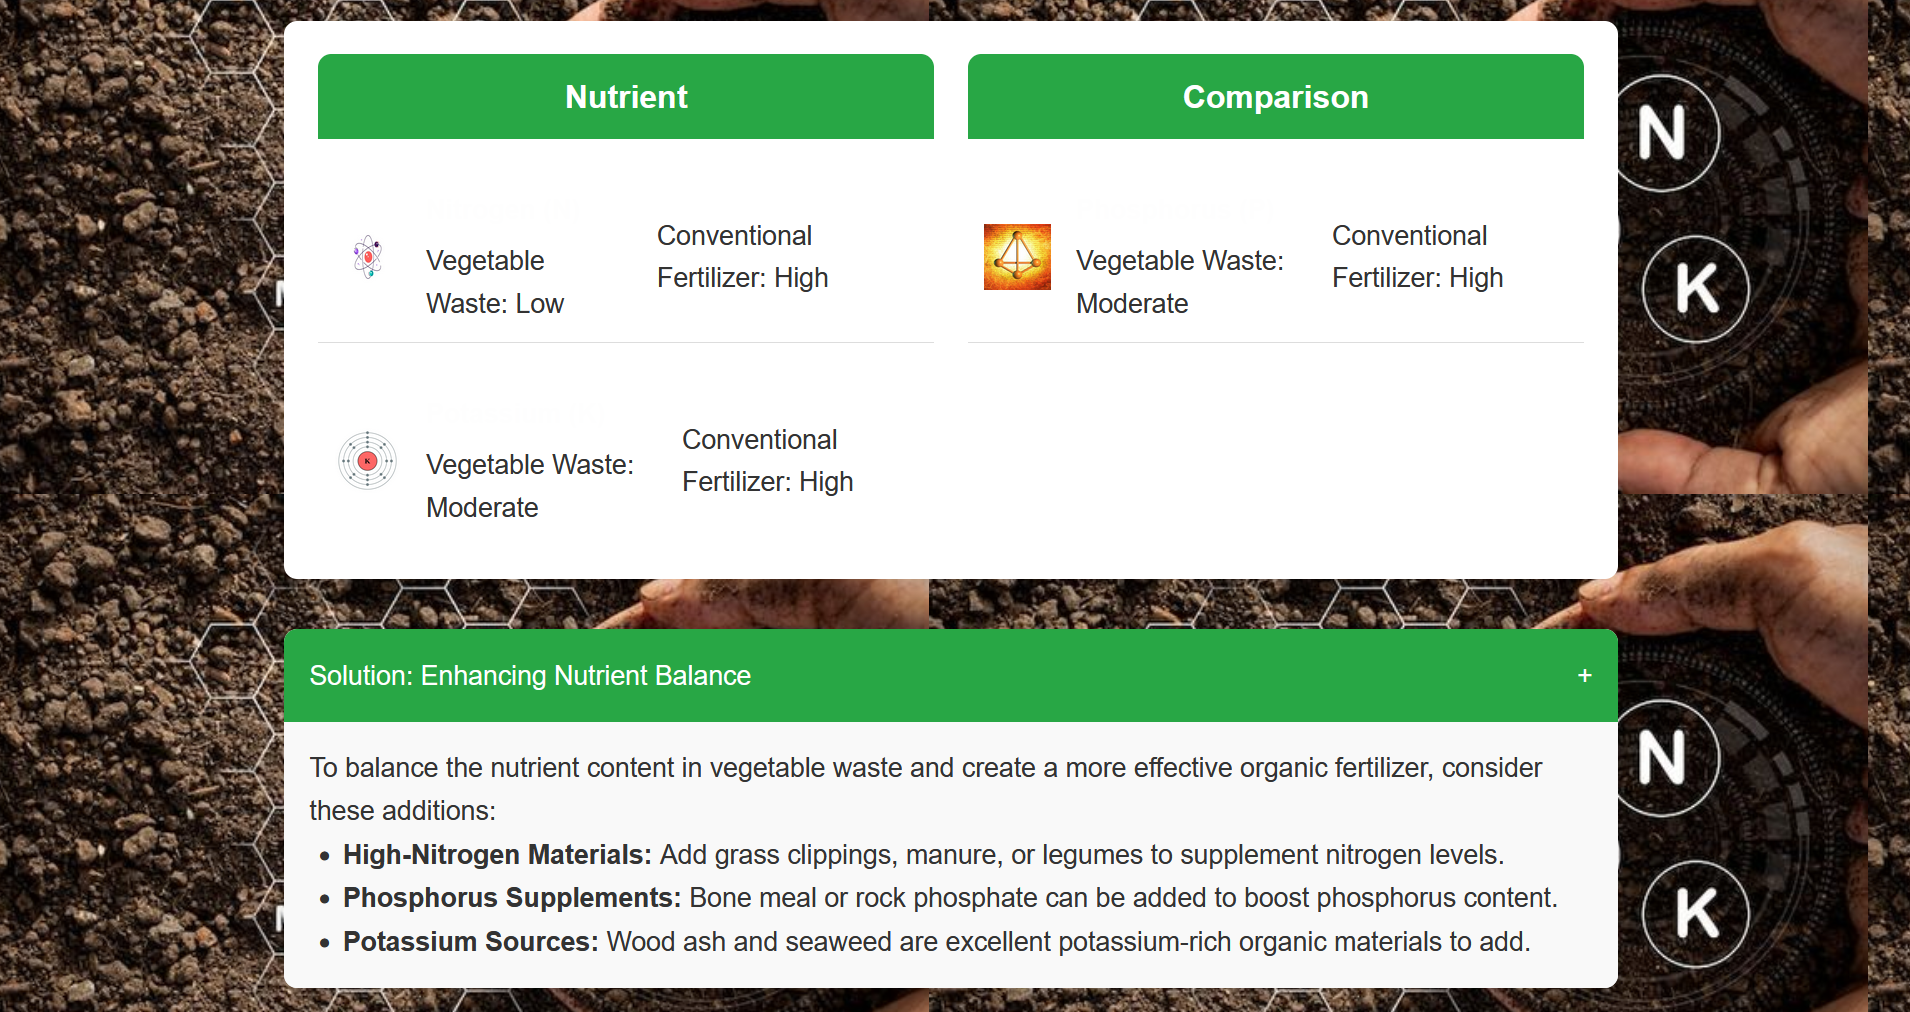 Nutrient
Comparison
Vegetable
Waste: Low
Conventional
Fertilizer: High
Vegetable Waste:
Moderate
Conventional
Fertilizer: High
K
Vegetable Waste:
Moderate
Conventional
Fertilizer: High
N
K
Solution: Enhancing Nutrient Balance
+
To balance the nutrient content in vegetable waste and create a more effective organic fertilizer, consider
these additions:
• High-Nitrogen Materials: Add grass clippings, manure, or legumes to supplement nitrogen levels.
• Phosphorus Supplements: Bone meal or rock phosphate can be added to boost phosphorus content.
• Potassium Sources: Wood ash and seaweed are excellent potassium-rich organic materials to add.
N
K